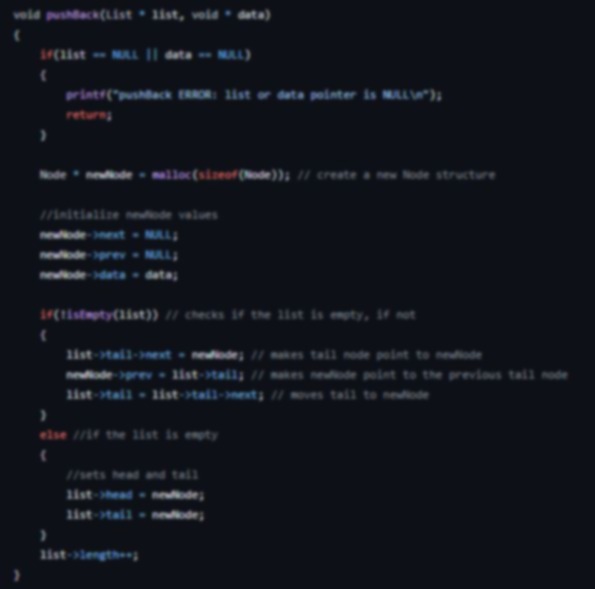 void pushBack(List * list, void * data)
{
    if(list == NULL || data == NULL)
    {
        printf("pushBack ERROR: list or data pointer is NULL\n");
        return;
    }

    Node * newNode = malloc(sizeof(Node)); // create a new Node structure

    //initialize newNode values
    newNode->next = NULL;
    newNode->prev = NULL;
    newNode->data = data;

    if(!isEmpty(list)) // checks if the list is empty, if not
    {
        list->tail->next = newNode; // makes tail node point to newNode
        newNode->prev = list->tail; // makes newNode point to the previous tail node
        list->tail = list->tail->next; // moves tail to newNode
    }
    else //if the list is empty
    {
        //sets head and tail
        list->head = newNode;
        list->tail = newNode;
    }
    list->length++;
}